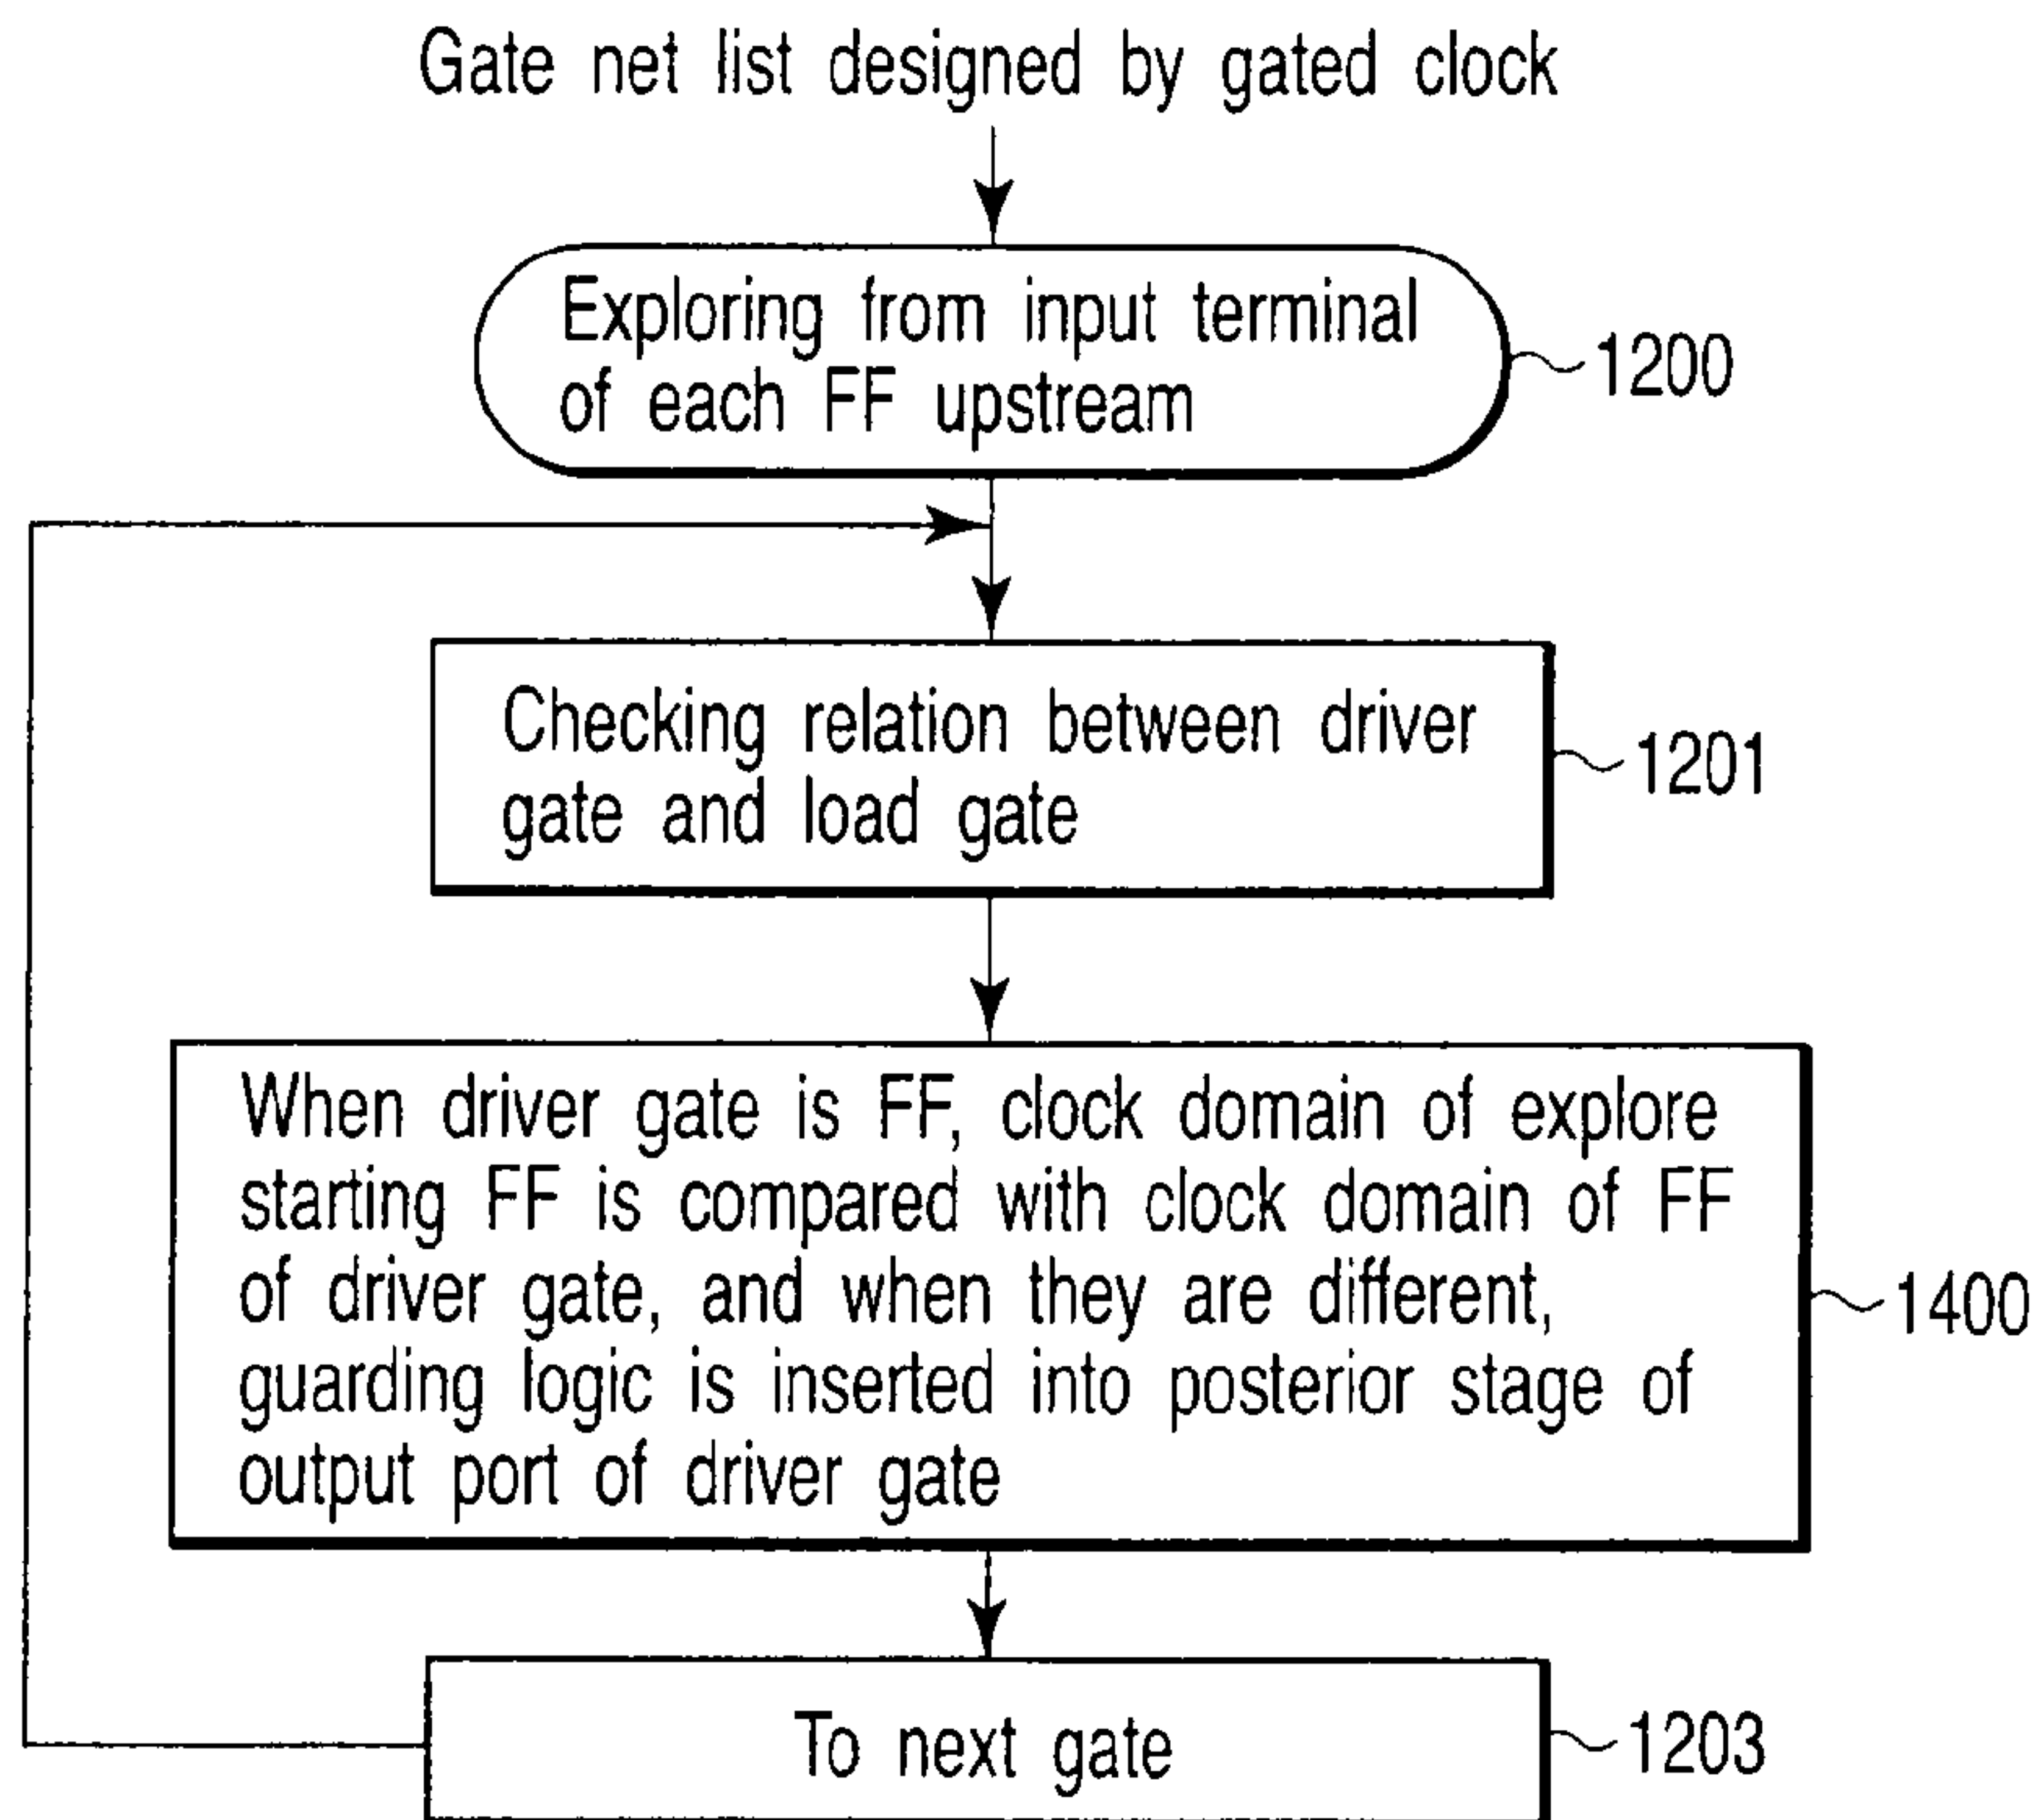 Gate net list designed by gated clock
Exploring from input terminal
of each FF upstream
1200
Checking relation between driver
gate and load gate
1201
When driver gate is FF, clock domain of explore
starting FF is compared with clock domain of FF
of driver gate, and when they are different,
guarding logic is inserted into posterior stage of
output port of driver gate
1400
To next gate
1203